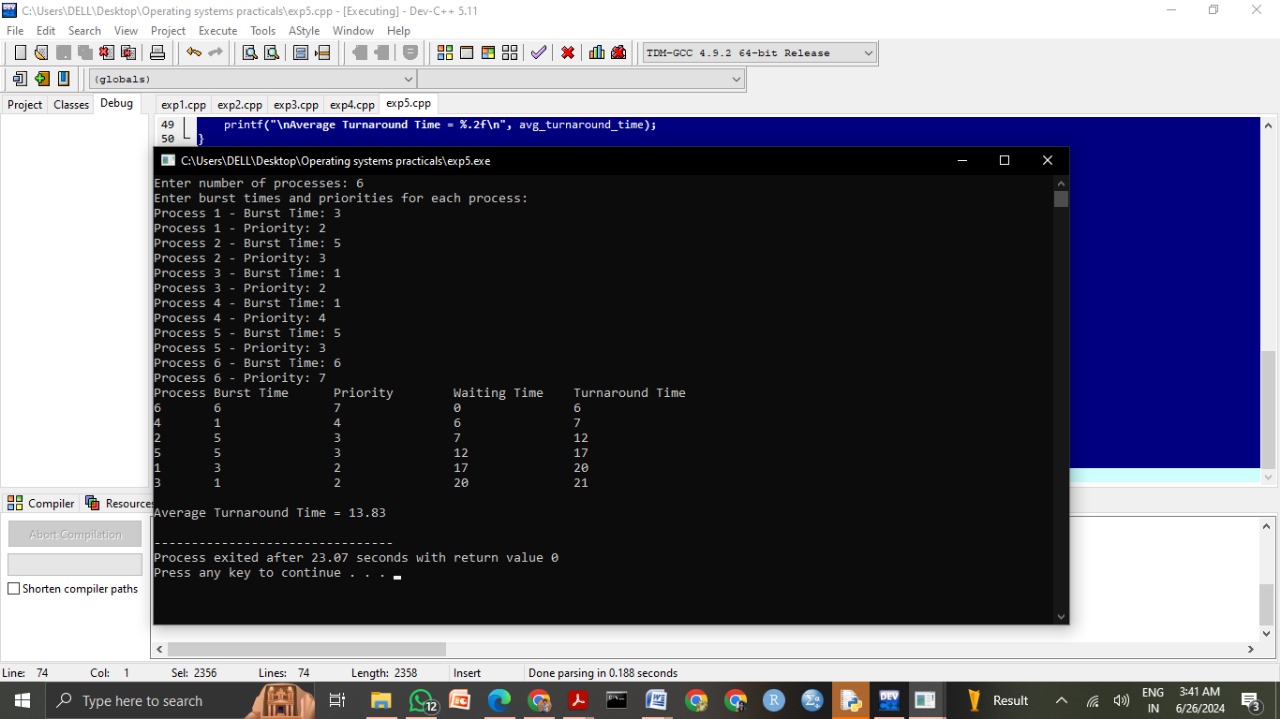 C:\Users\DELL\Desktop\Operating systems practicals\exp5.cpp - [Executing] - Dev-C++ 5.11
File Edit Search View Project Execute Tools AStyle Window Help
TDM-GCC 4.9.2 64-bit Release
(globals)
Project Classes Debug exp1.cpp exp2.cpp exp3.cpp exp4.cpp exp5.cpp
49 printf("\nAverage Turnaround Time = %.2f\n", avg_turnaround_time);
50 }
C:\Users\DELL\Desktop\Operating systems practicals\exp5.exe
Enter number of processes: 6
Enter burst times and priorities for each process:
Process 1 - Burst Time: 3
Process 1 - Priority: 2
Process 2 - Burst Time: 5
Process 2 - Priority: 3
Process 3 - Burst Time: 1
Process 3 - Priority: 2
Process 4 - Burst Time: 1
Process 4 - Priority: 4
Process 5 - Burst Time: 5
Process 5 - Priority: 3
Process 6 - Burst Time: 6
Process 6 - Priority: 7
Process Burst Time Priority Waiting Time Turnaround Time
6 6 7 0 6
4 1 4 6 7
2 5 3 7 12
5 5 3 12 17
1 3 2 17 20
3 1 2 20 21
Average Turnaround Time = 13.83
--------------------------------
Process exited after 23.07 seconds with return value 0
Press any key to continue . . .
Compiler Resources
Abort Compilation
Shorten compiler paths
Line: 74 Col: 1 Sel: 2356 Lines: 74 Length: 2358 Insert Done parsing in 0.188 seconds
Type here to search 12 Result ENG IN 3:41 AM 6/26/2024 3